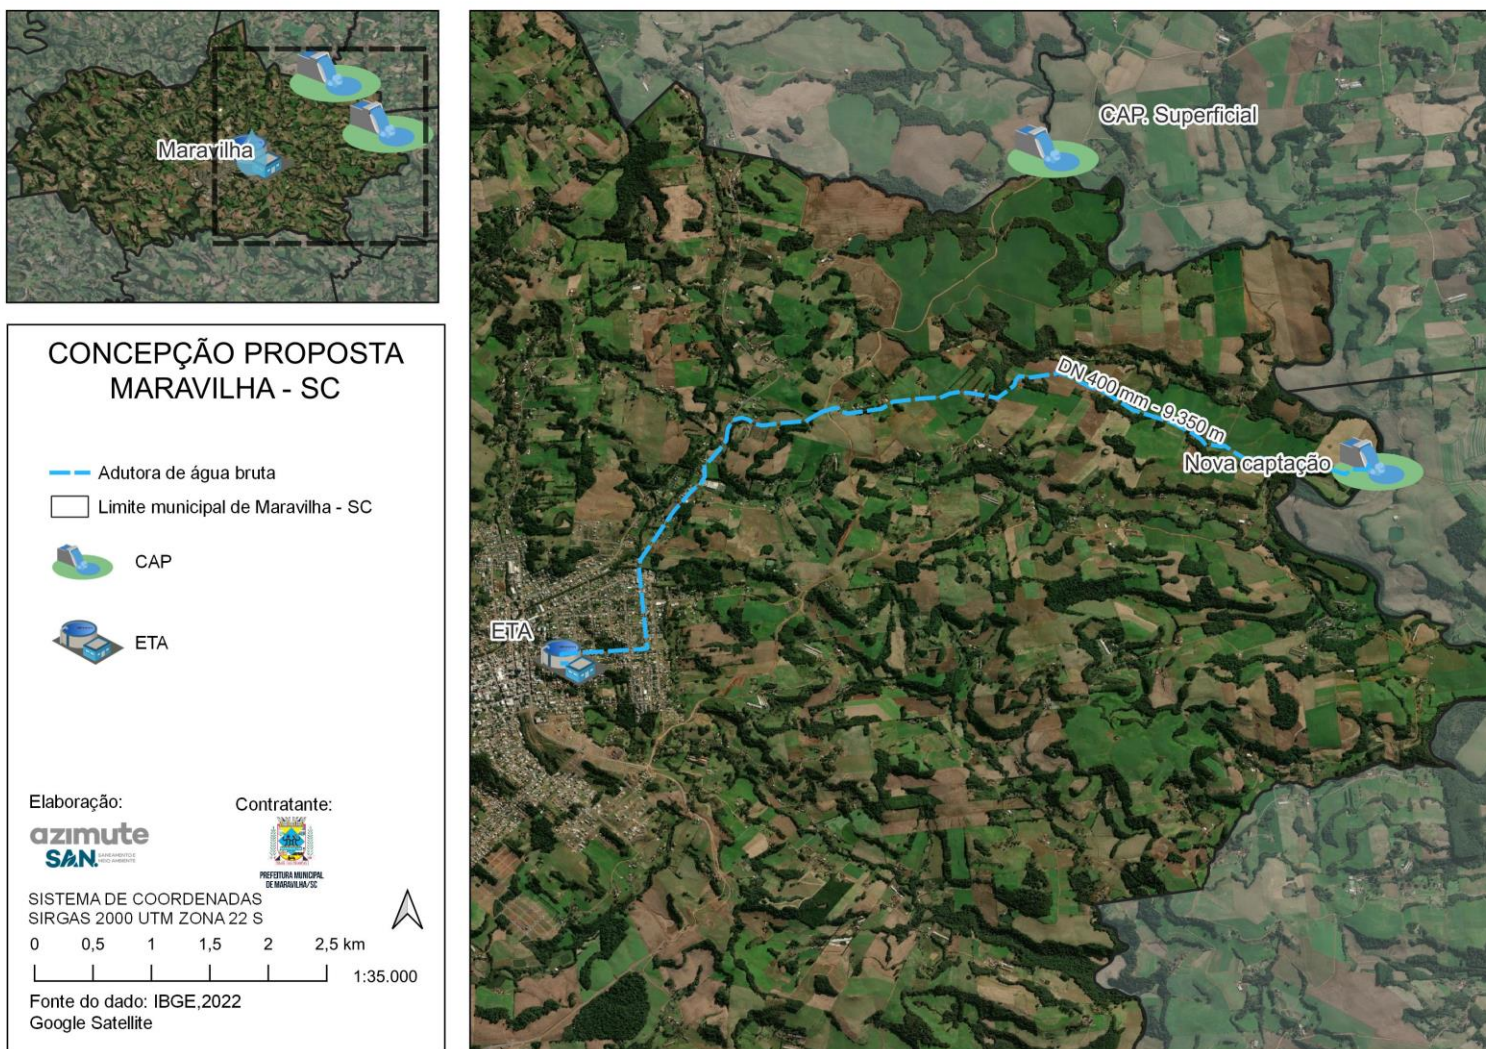 Maravilha
CONCEPÇÃO PROPOSTA
MARAVILHA - SC
Adutora de água bruta
Limite municipal de Maravilha - SC
CAP
ETA
Elaboração:
azimute
SAN. SANEAMENTO E
MEIO AMBIENTE
Contratante:
PREFEITURA MUNICIPAL
DE MARAVILHA/SC
SISTEMA DE COORDENADAS
SIRGAS 2000 UTM ZONA 22 S
0 0,5 1 1,5 2 2,5 km
1:35.000
Fonte do dado: IBGE,2022
Google Satellite
CAP. Superficial
DN 400 mm - 9.350 m
Nova captação
ETA